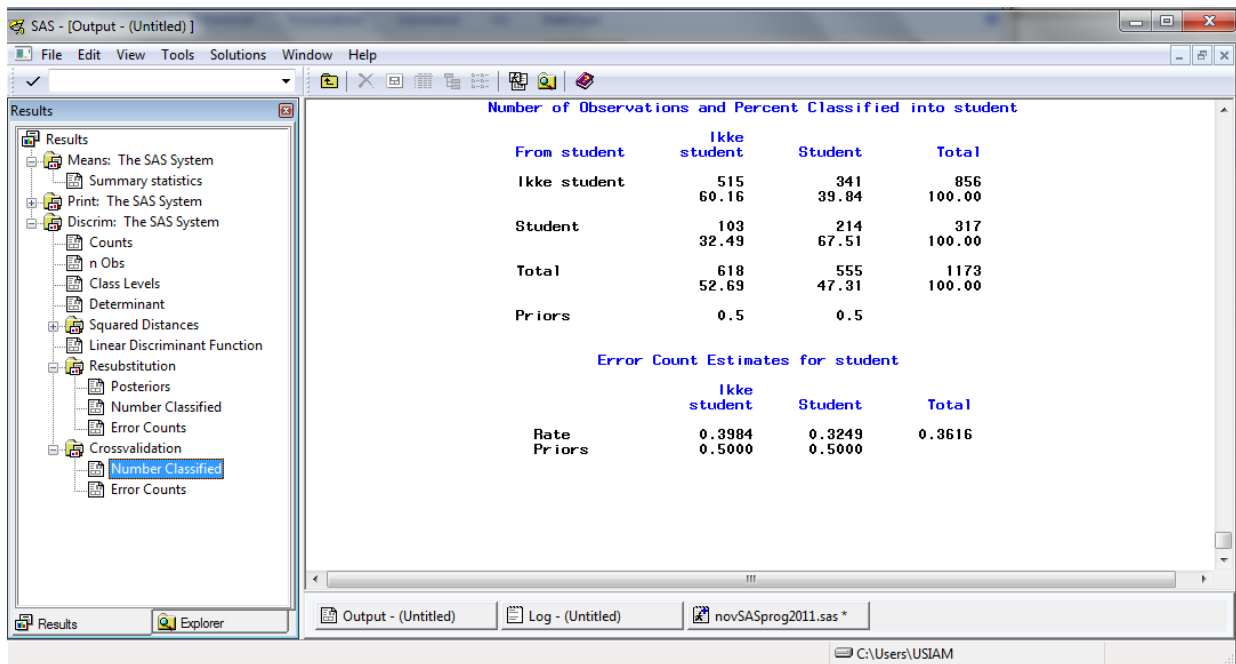 SAS - [Output - (Untitled) ]
File Edit View Tools Solutions Window Help
Results
Results
Means: The SAS System
Summary statistics
Print: The SAS System
Discrim: The SAS System
Counts
n Obs
Class Levels
Determinant
Squared Distances
Linear Discriminant Function
Resubstitution
Posteriors
Number Classified
Error Counts
Crossvalidation
Number Classified
Error Counts
Results Explorer
Number of Observations and Percent Classified into student
Ikke
From student student Student Total
Ikke student 515 341 856
60.16 39.84 100.00
Student 103 214 317
32.49 67.51 100.00
Total 618 555 1173
52.69 47.31 100.00
Priors 0.5 0.5
Error Count Estimates for student
Ikke
student Student Total
Rate 0.3984 0.3249 0.3616
Priors 0.5000 0.5000
Output - (Untitled) Log - (Untitled) novSASprog2011.sas *
C:\Users\USIAM